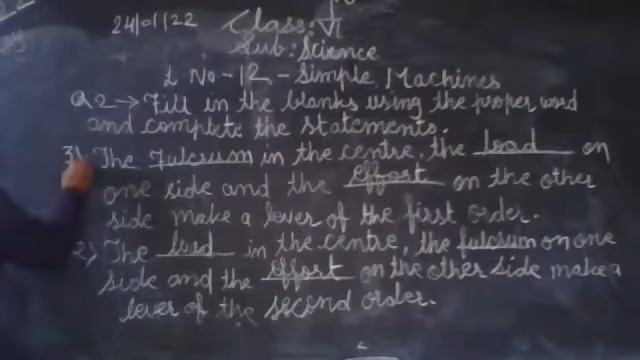 24/01/22 Class:-VI
Sub: Science
L No-12-Simple Machines
Q2→Fill in the blanks using the proper word
and complete the statements.
3) The Fulcrum in the centre, the load on
one side and the effort on the other
side make a lever of the first order.
2) The load in the centre, the fulcrum on one
side and the effort on the other side make a
lever of the second order.